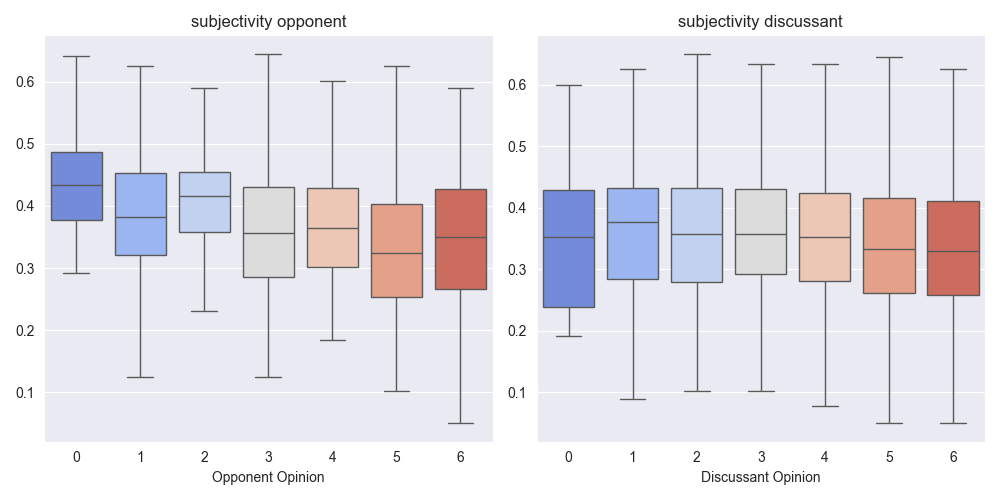 subjectivity opponent
0.6
0.5
0.4
0.3
0.2
0.1
0 1 2 3 4 5 6
Opponent Opinion
subjectivity discussant
0.6
0.5
0.4
0.3
0.2
0.1
0 1 2 3 4 5 6
Discussant Opinion